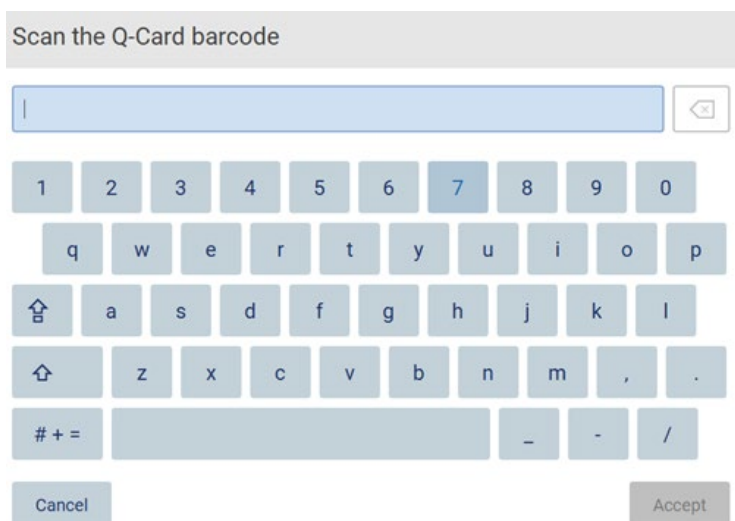 Scan the Q-Card barcode
1 2 3 4 5 6 7 8 9 0
q w e r t y u i o p
a s d f g h j k l
z x c v b n m , .
# + = _ - /
Cancel Accept